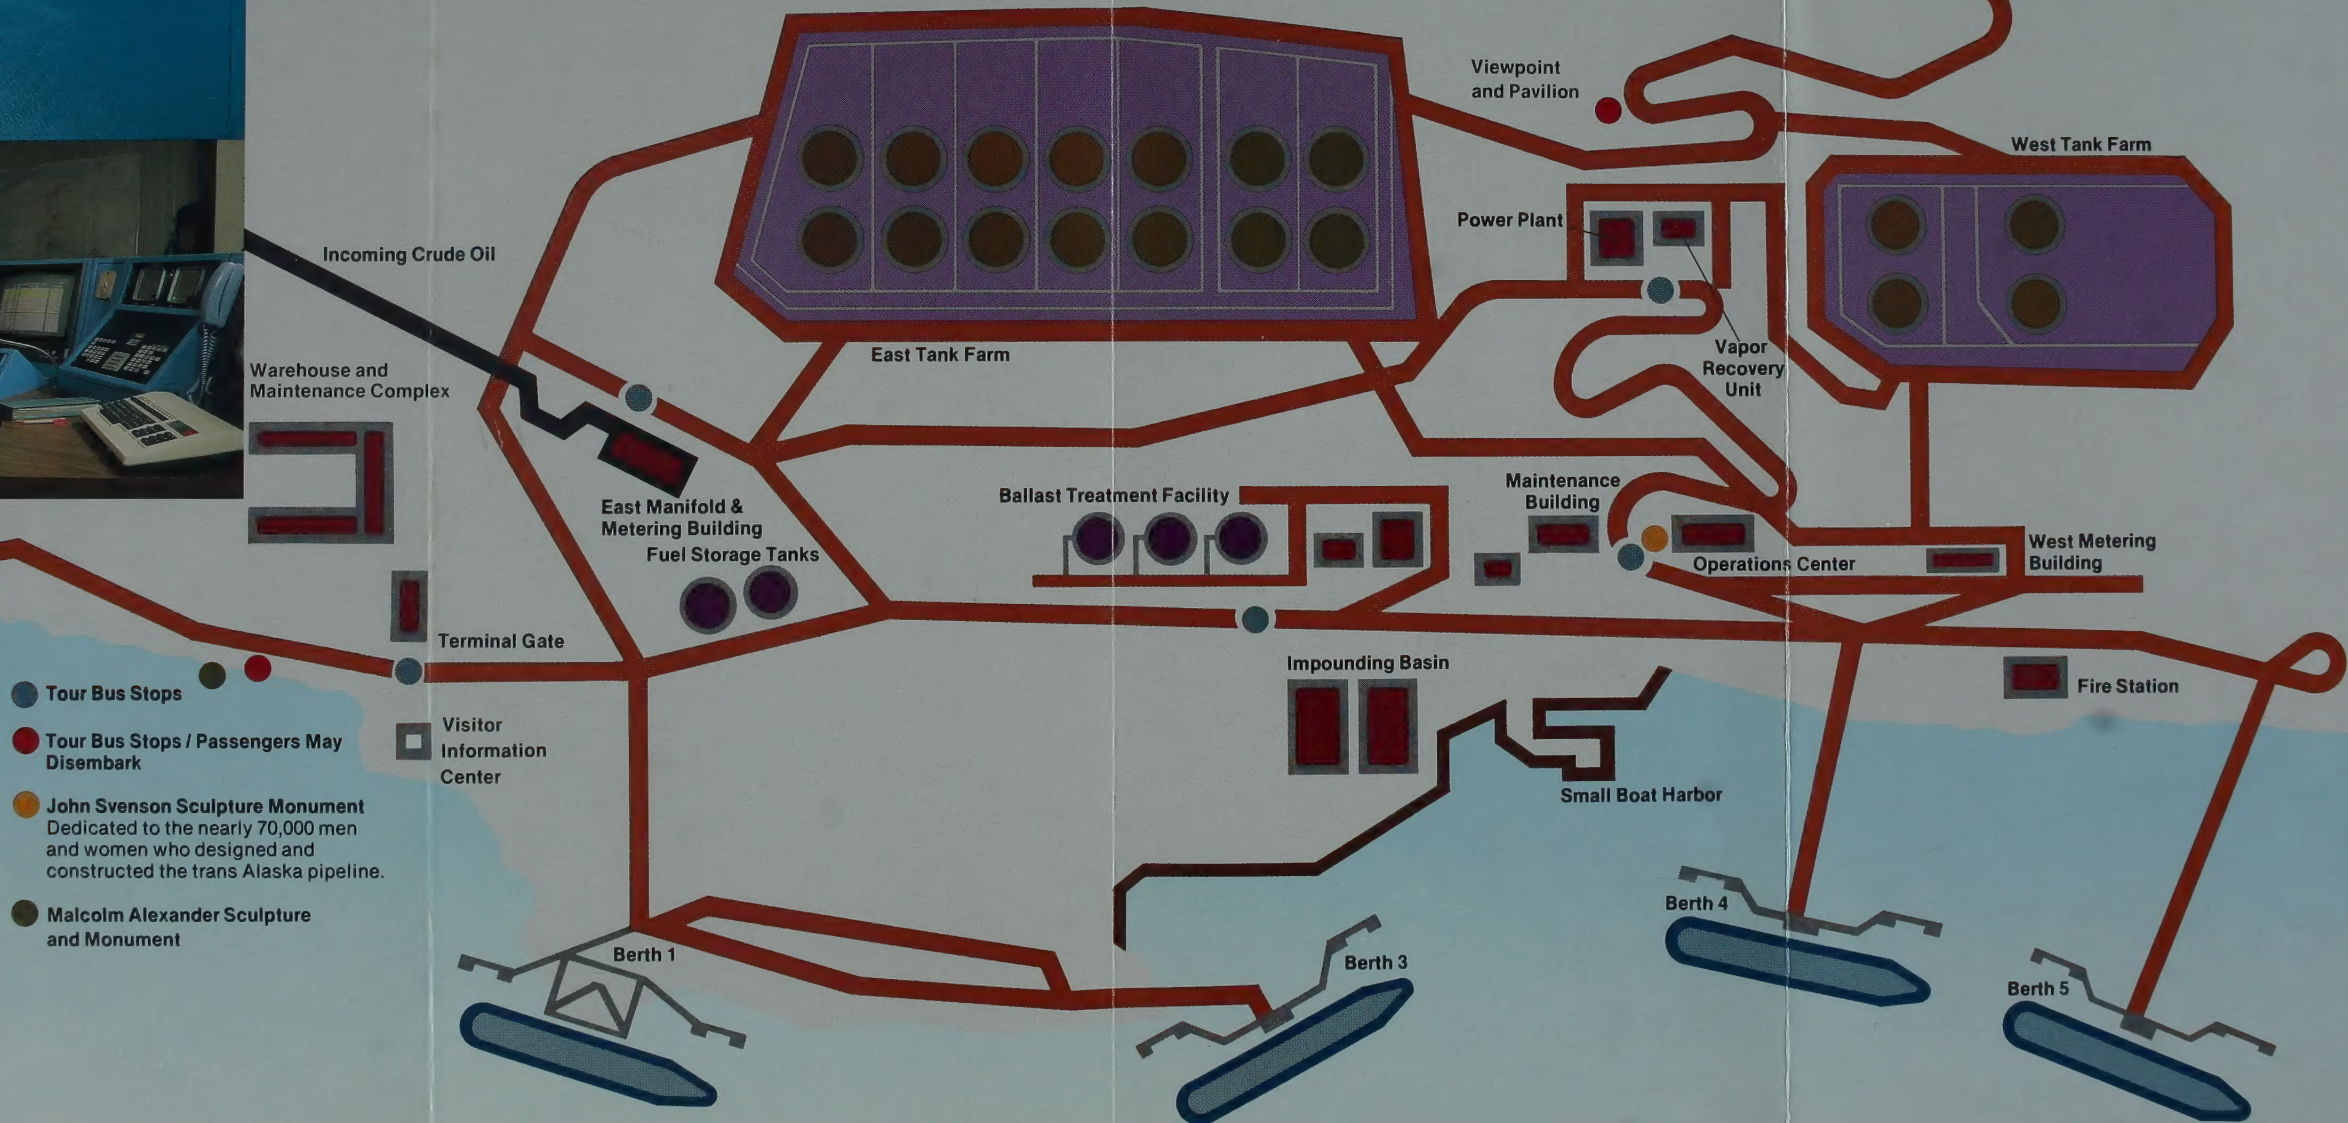 Viewpoint
and Pavilion
West Tank Farm
Power Plant
Incoming Crude Oil
East Tank Farm
Vapor
Recovery
Unit
Warehouse and
Maintenance Complex
East Manifold &
Metering Building
Fuel Storage Tanks
Ballast Treatment Facility
Maintenance
Building
Operations Center
West Metering
Building
Terminal Gate
Impounding Basin
Fire Station
Visitor
Information
Center
Small Boat Harbor
Tour Bus Stops
Tour Bus Stops / Passengers May
Disembark
John Svenson Sculpture Monument
Dedicated to the nearly 70,000 men
and women who designed and
constructed the trans Alaska pipeline.
Malcolm Alexander Sculpture
and Monument
Berth 1
Berth 3
Berth 4
Berth 5